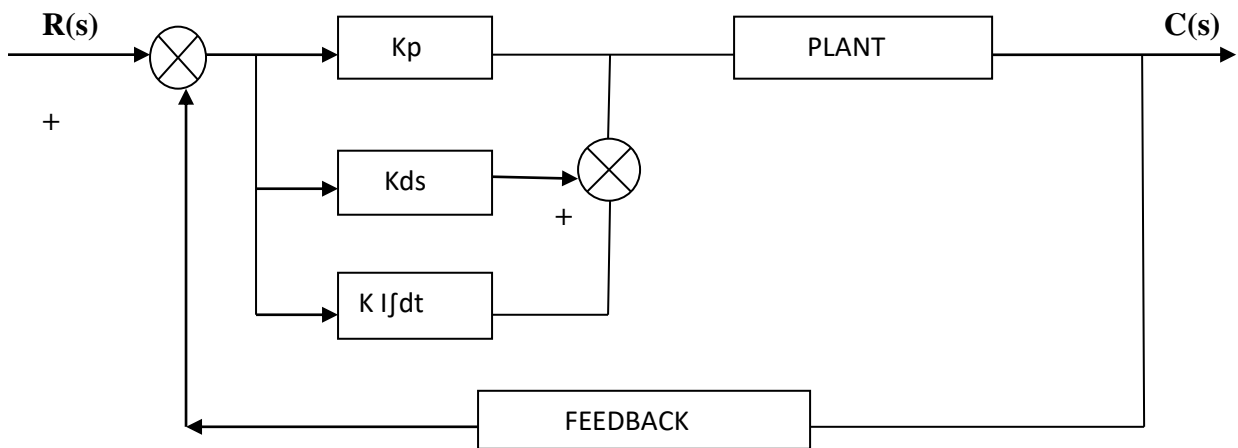 R(s)
C(s)
Kp
PLANT
+
Kds
+
K I∫dt
FEEDBACK